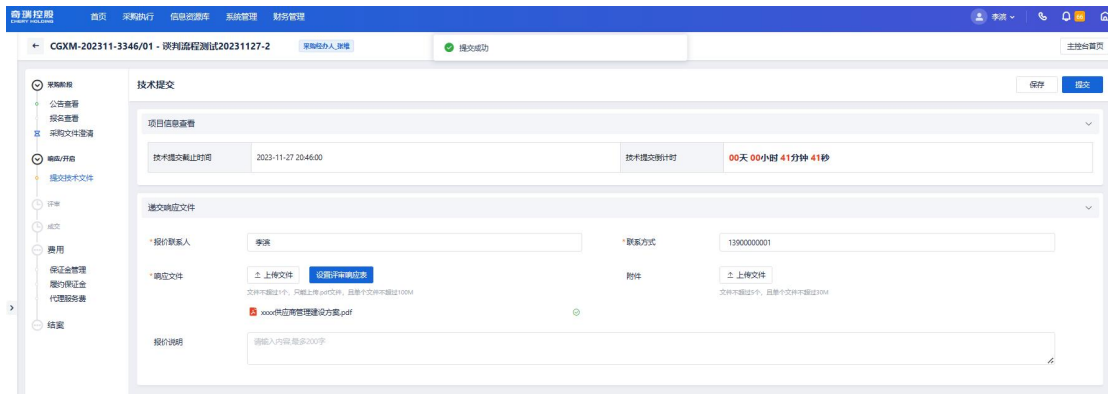 奇瑞控股 首页 采购执行 信息资源库 系统管理 财务管理 李滨
CHERY HOLDING
CGXM-202311-3346/01 - 谈判流程测试20231127-2 采购经办人_张维 提交成功 主控台首页
采购阶段 技术提交 保存 提交
公告查看
报名查看 项目信息查看
采购文件澄清
响应/开启 技术提交截止时间 2023-11-27 20:46:00 技术提交倒计时 00天 00小时 41分钟 41秒
提交技术文件
评审 递交响应文件
成交
费用 *报价联系人 李滨 *联系方式 13900000001
保证金管理 *响应文件 上传文件 设置评审响应表 附件 上传文件
履约保证金 文件不超过1个，只能上传.pdf文件，且单个文件不超过100M 文件不超过5个，且单个文件不超过30M
代理服务费
xxxx供应商管理建设方案.pdf
结案
报价说明 请输入内容,最多200字